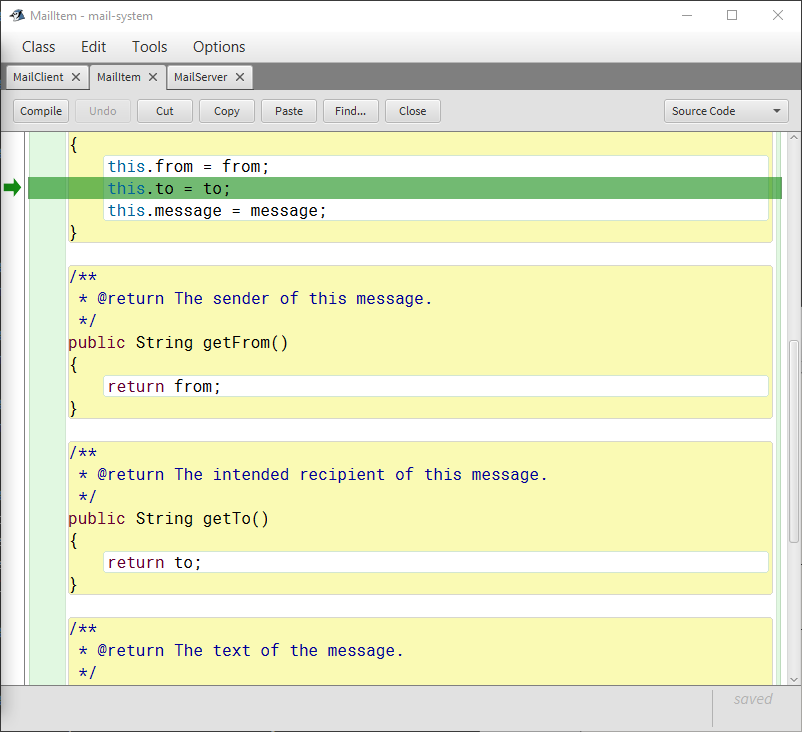 MailItem - mail-system
Class Edit Tools Options
MailClient MailItem MailServer
Compile Undo Cut Copy Paste Find... Close Source Code
{
this.from = from;
this.to = to;
this.message = message;
}
/**
* @return The sender of this message.
*/
public String getFrom()
{
return from;
}
/**
* @return The intended recipient of this message.
*/
public String getTo()
{
return to;
}
/**
* @return The text of the message.
*/
saved